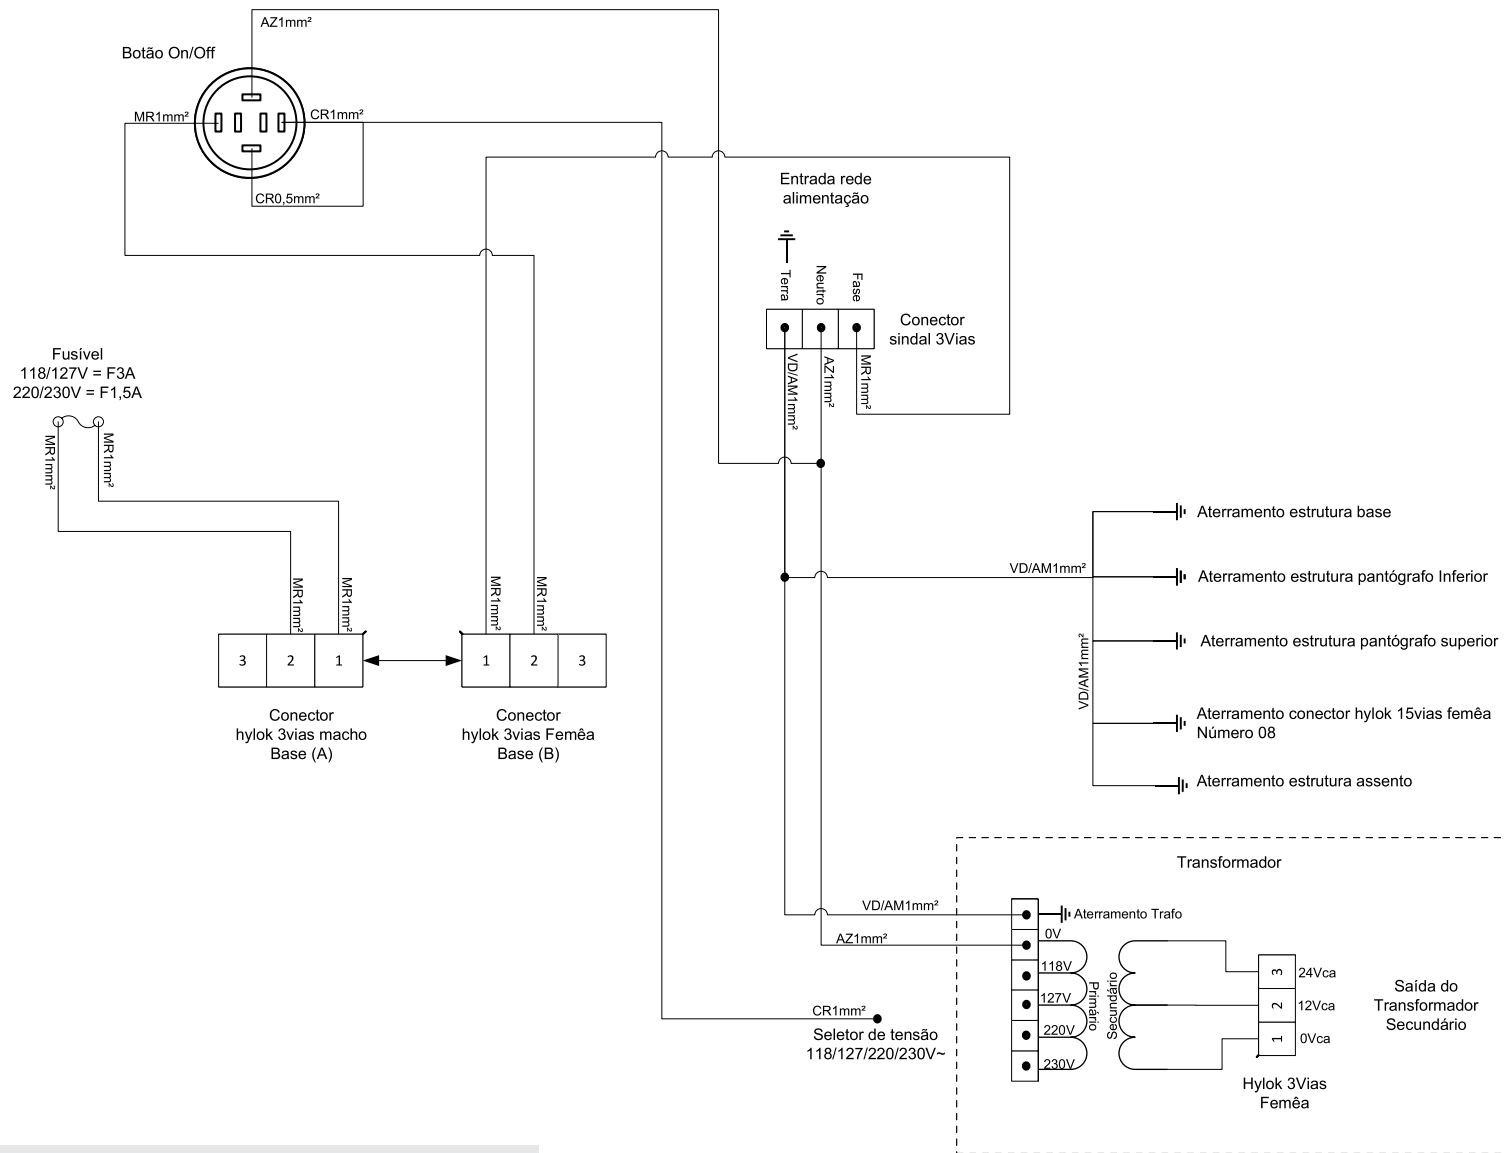 AZ1mm²
Botão On/Off
MR1mm²
CR1mm²
CR0,5mm²
Entrada rede
alimentação
Terra
Neutro
Fase
Conector
sindal 3Vias
VD/AM1mm²
AZ1mm²
MR1mm²
Fusível
118/127V = F3A
220/230V = F1,5A
MR1mm²
MR1mm²
MR1mm²
MR1mm²
MR1mm²
MR1mm²
3
2
1
1
2
3
Conector
hylok 3vias macho
Base (A)
Conector
hylok 3vias Femêa
Base (B)
VD/AM1mm²
VD/AM1mm²
Aterramento estrutura base
Aterramento estrutura pantógrafo Inferior
Aterramento estrutura pantógrafo superior
Aterramento conector hylok 15vias femêa
Número 08
Aterramento estrutura assento
Transformador
VD/AM1mm²
Aterramento Trafo
AZ1mm²
0V
118V
127V
220V
230V
Primário
Secundário
3
2
1
24Vca
12Vca
0Vca
Saída do
Transformador
Secundário
Hylok 3Vias
Femêa
CR1mm²
Seletor de tensão
118/127/220/230V~